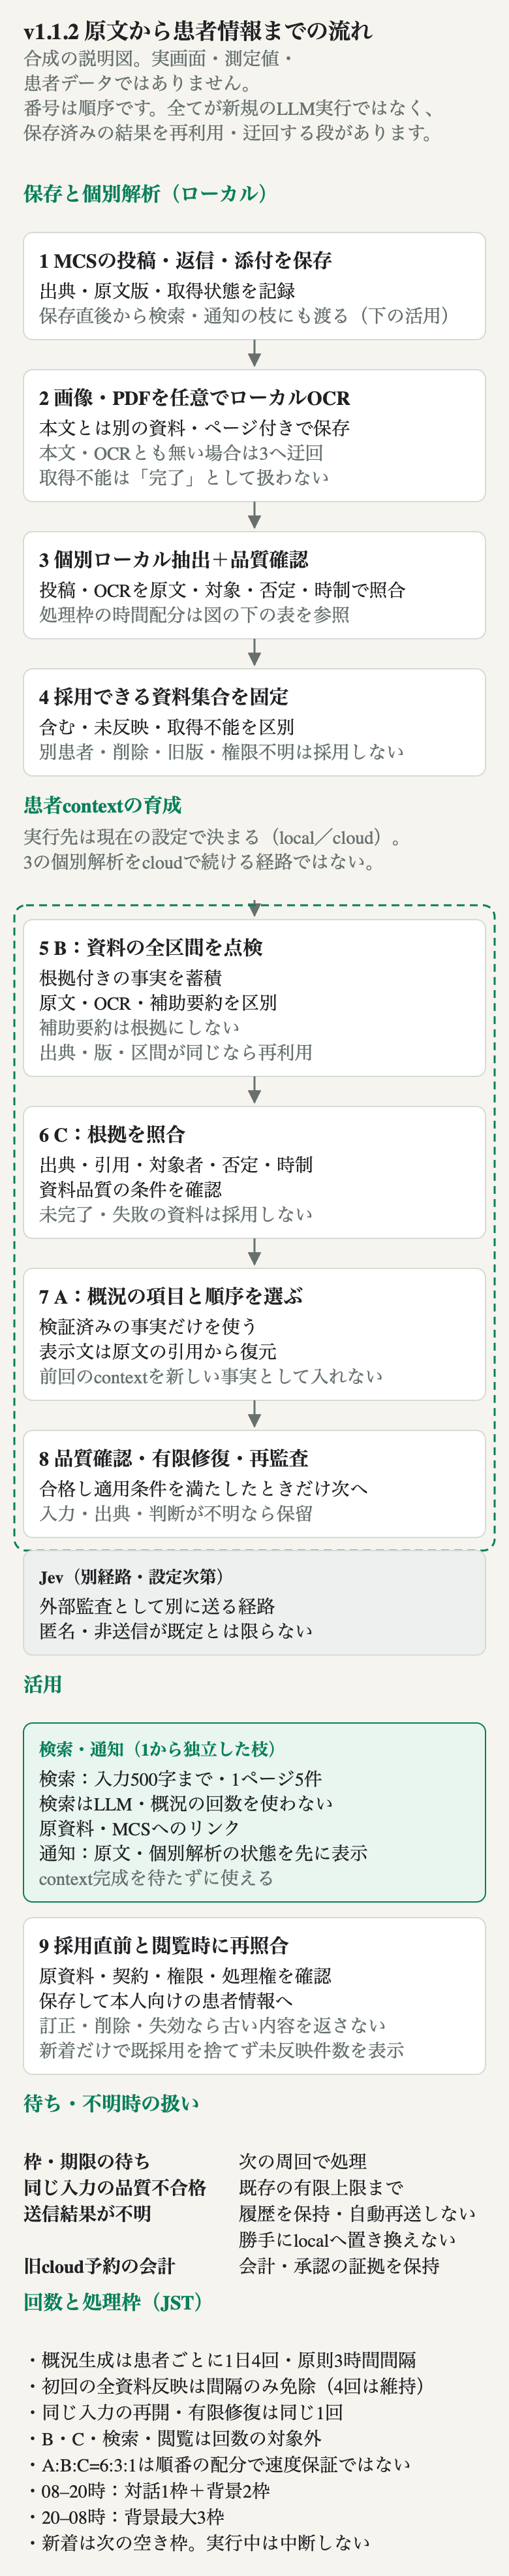 v1.1.2 原文から患者情報までの流れ
合成の説明図。実画面・測定値・
患者データではありません。
番号は順序です。全てが新規のLLM実行ではなく、
保存済みの結果を再利用・迂回する段があります。
保存と個別解析（ローカル）
1 MCSの投稿・返信・添付を保存
出典・原文版・取得状態を記録
保存直後から検索・通知の枝にも渡る（下の活用）
2 画像・PDFを任意でローカルOCR
本文とは別の資料・ページ付きで保存
本文・OCRとも無い場合は3へ迂回
取得不能は「完了」として扱わない
3 個別ローカル抽出＋品質確認
投稿・OCRを原文・対象・否定・時制で照合
処理枠の時間配分は図の下の表を参照
4 採用できる資料集合を固定
含む・未反映・取得不能を区別
別患者・削除・旧版・権限不明は採用しない
患者contextの育成
実行先は現在の設定で決まる（local／cloud）。
3の個別解析をcloudで続ける経路ではない。
5 B：資料の全区間を点検
根拠付きの事実を蓄積
原文・OCR・補助要約を区別
補助要約は根拠にしない
出典・版・区間が同じなら再利用
6 C：根拠を照合
出典・引用・対象者・否定・時制
資料品質の条件を確認
未完了・失敗の資料は採用しない
7 A：概況の項目と順序を選ぶ
検証済みの事実だけを使う
表示文は原文の引用から復元
前回のcontextを新しい事実として入れない
8 品質確認・有限修復・再監査
合格し適用条件を満たしたときだけ次へ
入力・出典・判断が不明なら保留
Jev（別経路・設定次第）
外部監査として別に送る経路
匿名・非送信が既定とは限らない
活用
検索・通知（1から独立した枝）
検索：入力500字まで・1ページ5件
検索はLLM・概況の回数を使わない
原資料・MCSへのリンク
通知：原文・個別解析の状態を先に表示
context完成を待たずに使える
9 採用直前と閲覧時に再照合
原資料・契約・権限・処理権を確認
保存して本人向けの患者情報へ
訂正・削除・失効なら古い内容を返さない
新着だけで既採用を捨てず未反映件数を表示
待ち・不明時の扱い
枠・期限の待ち 次の周回で処理
同じ入力の品質不合格 既存の有限上限まで
送信結果が不明 履歴を保持・自動再送しない
勝手にlocalへ置き換えない
旧cloud予約の会計 会計・承認の証拠を保持
回数と処理枠（JST）
・概況生成は患者ごとに1日4回・原則3時間間隔
・初回の全資料反映は間隔のみ免除（4回は維持）
・同じ入力の再開・有限修復は同じ1回
・B・C・検索・閲覧は回数の対象外
・A:B:C=6:3:1は順番の配分で速度保証ではない
・08–20時：対話1枠＋背景2枠
・20–08時：背景最大3枠
・新着は次の空き枠。実行中は中断しない